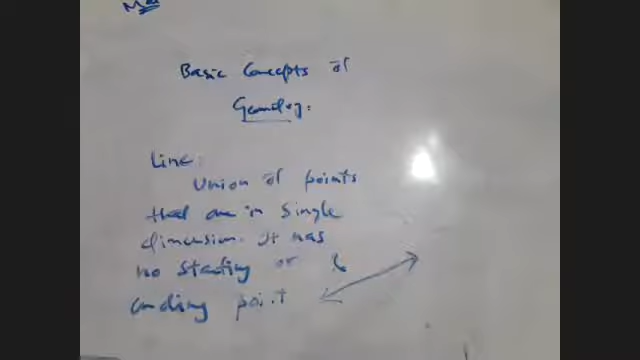 Basic Concepts of
Geometry:
Line:
Union of points
that are in single
dimension. It has
no starting or
ending point